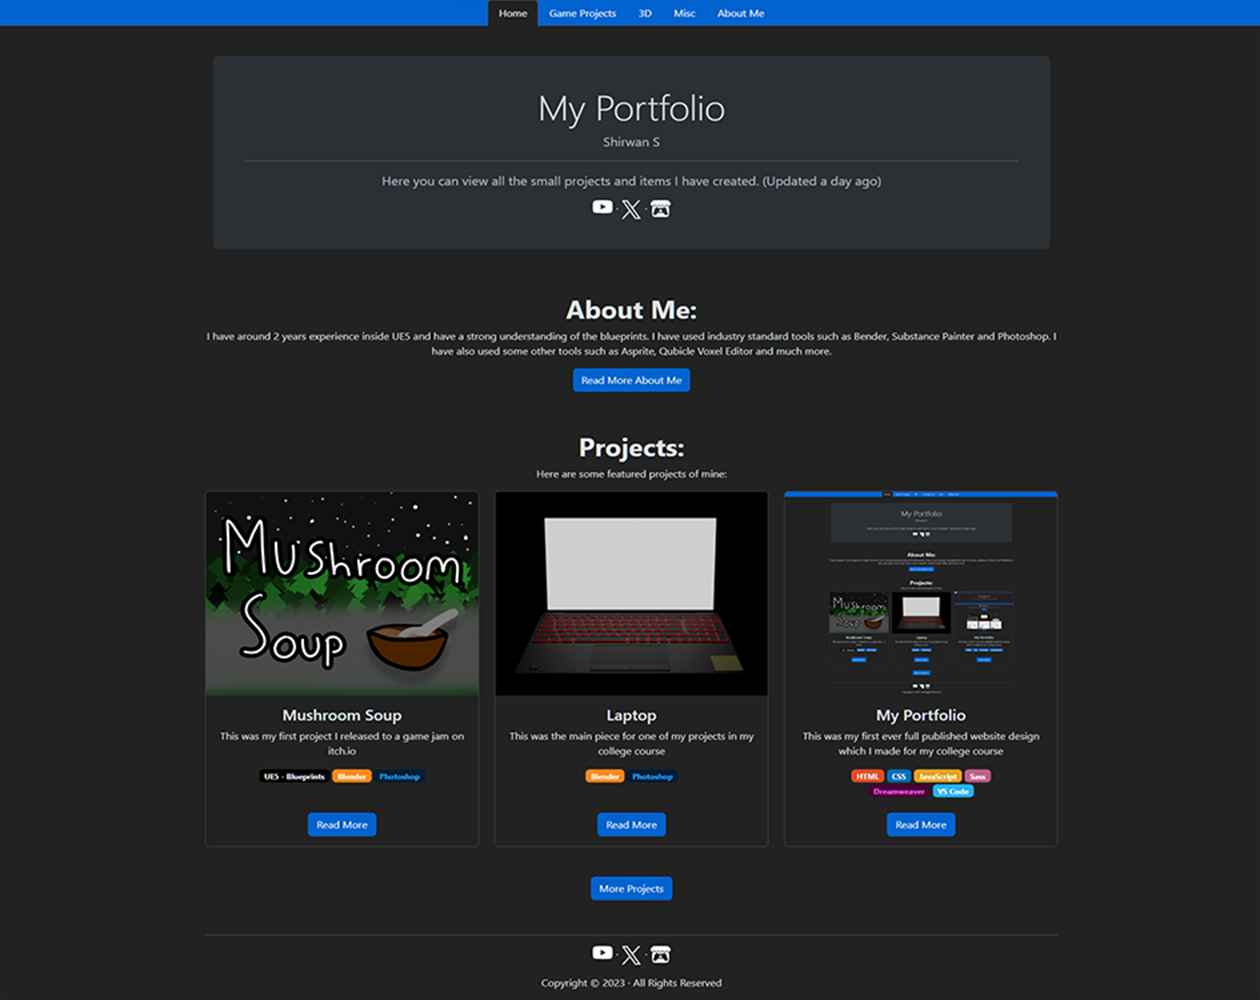 Home Game Projects 3D Misc About Me
My Portfolio
Shirwan S
Here you can view all the small projects and items I have created. (Updated a day ago)
About Me:
I have around 2 years experience inside UE5 and have a strong understanding of the blueprints. I have used industry standard tools such as Bender, Substance Painter and Photoshop. I
have also used some other tools such as Asprite, Qubicle Voxel Editor and much more.
Read More About Me
Projects:
Here are some featured projects of mine:
Mushroom
Soup
Mushroom Soup
This was my first project I released to a game jam on
itch.io
UE5 - Blueprints Blender Photoshop
Read More
Laptop
This was the main piece for one of my projects in my
college course
Blender Photoshop
Read More
My Portfolio
About Me:
Projects:
Mushroom
Soup
My Portfolio
This was my first ever full published website design
which I made for my college course
HTML CSS JavaScript Sass
Dreamweaver VS Code
Read More
More Projects
Copyright © 2023 · All Rights Reserved